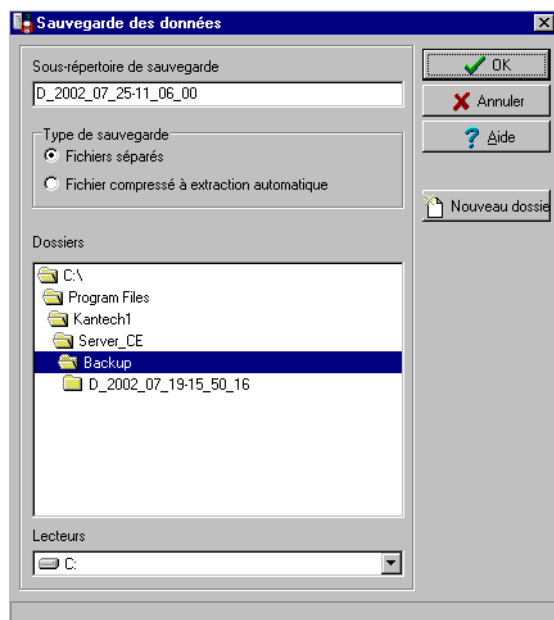 Sauvegarde des données
Sous-répertoire de sauvegarde
D_2002_07_25-11_06_00
Type de sauvegarde
Fichiers séparés
Fichier compressé à extraction automatique
Dossiers
C:\
Program Files
Kantech1
Server_CE
Backup
D_2002_07_19-15_50_16
Lecteurs
C:
OK
Annuler
Aide
Nouveau dossie